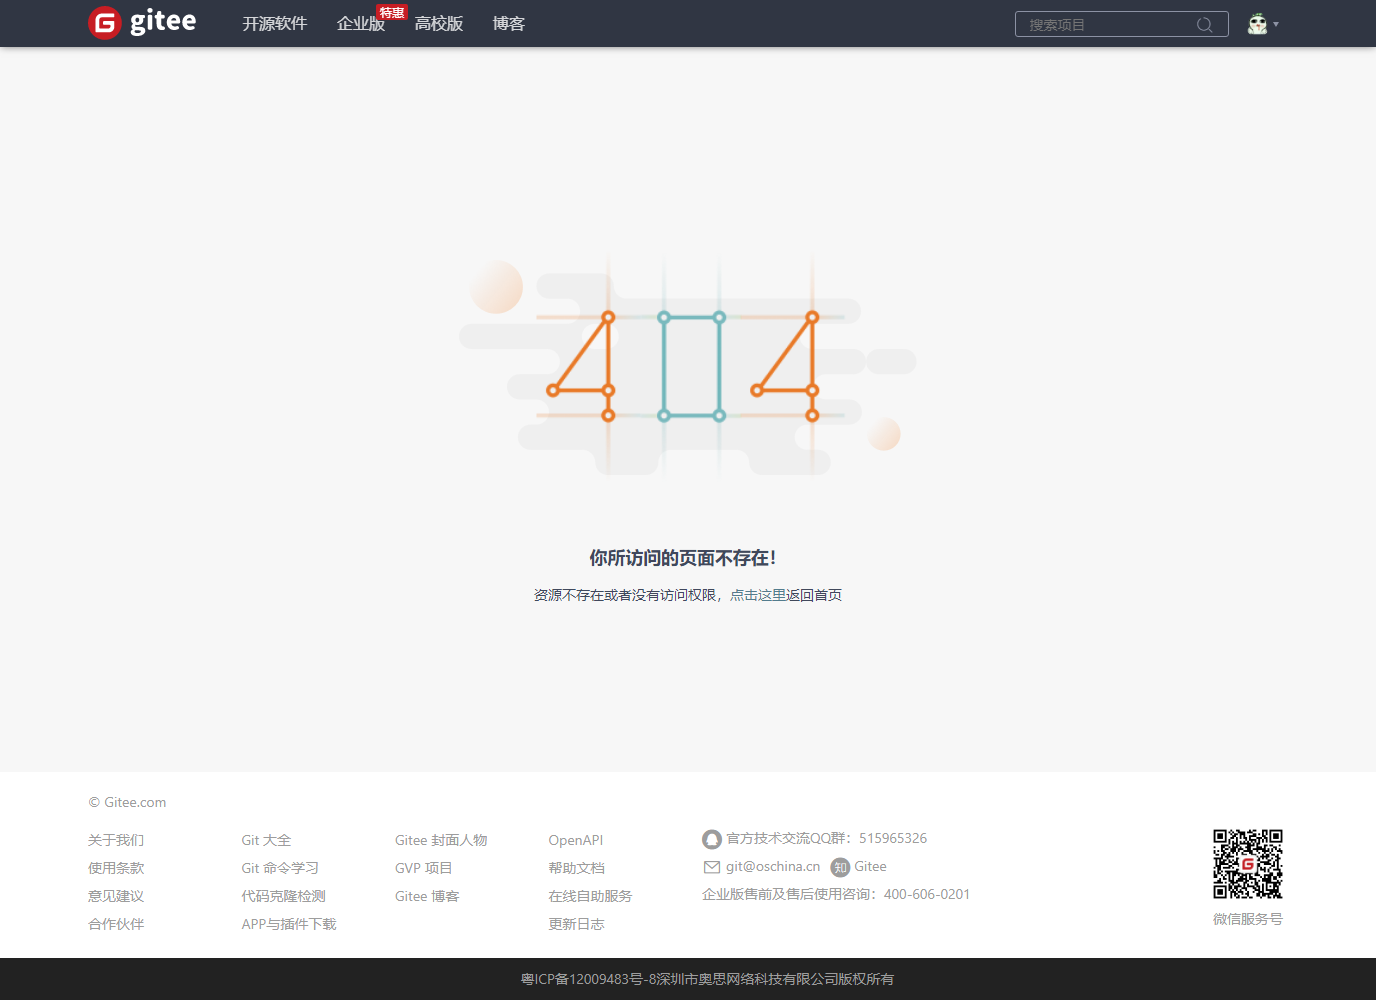 gitee 开源软件 企业版 特惠 高校版 博客 搜索项目
404
你所访问的页面不存在！
资源不存在或者没有访问权限，点击这里返回首页
© Gitee.com
关于我们 Git 大全 Gitee 封面人物 OpenAPI 官方技术交流QQ群：515965326
使用条款 Git 命令学习 GVP 项目 帮助文档 git@oschina.cn 知 Gitee
意见建议 代码克隆检测 Gitee 博客 在线自助服务 企业版售前及售后使用咨询：400-606-0201
合作伙伴 APP与插件下载 更新日志 微信服务号
粤ICP备12009483号-8深圳市奥思网络科技有限公司版权所有